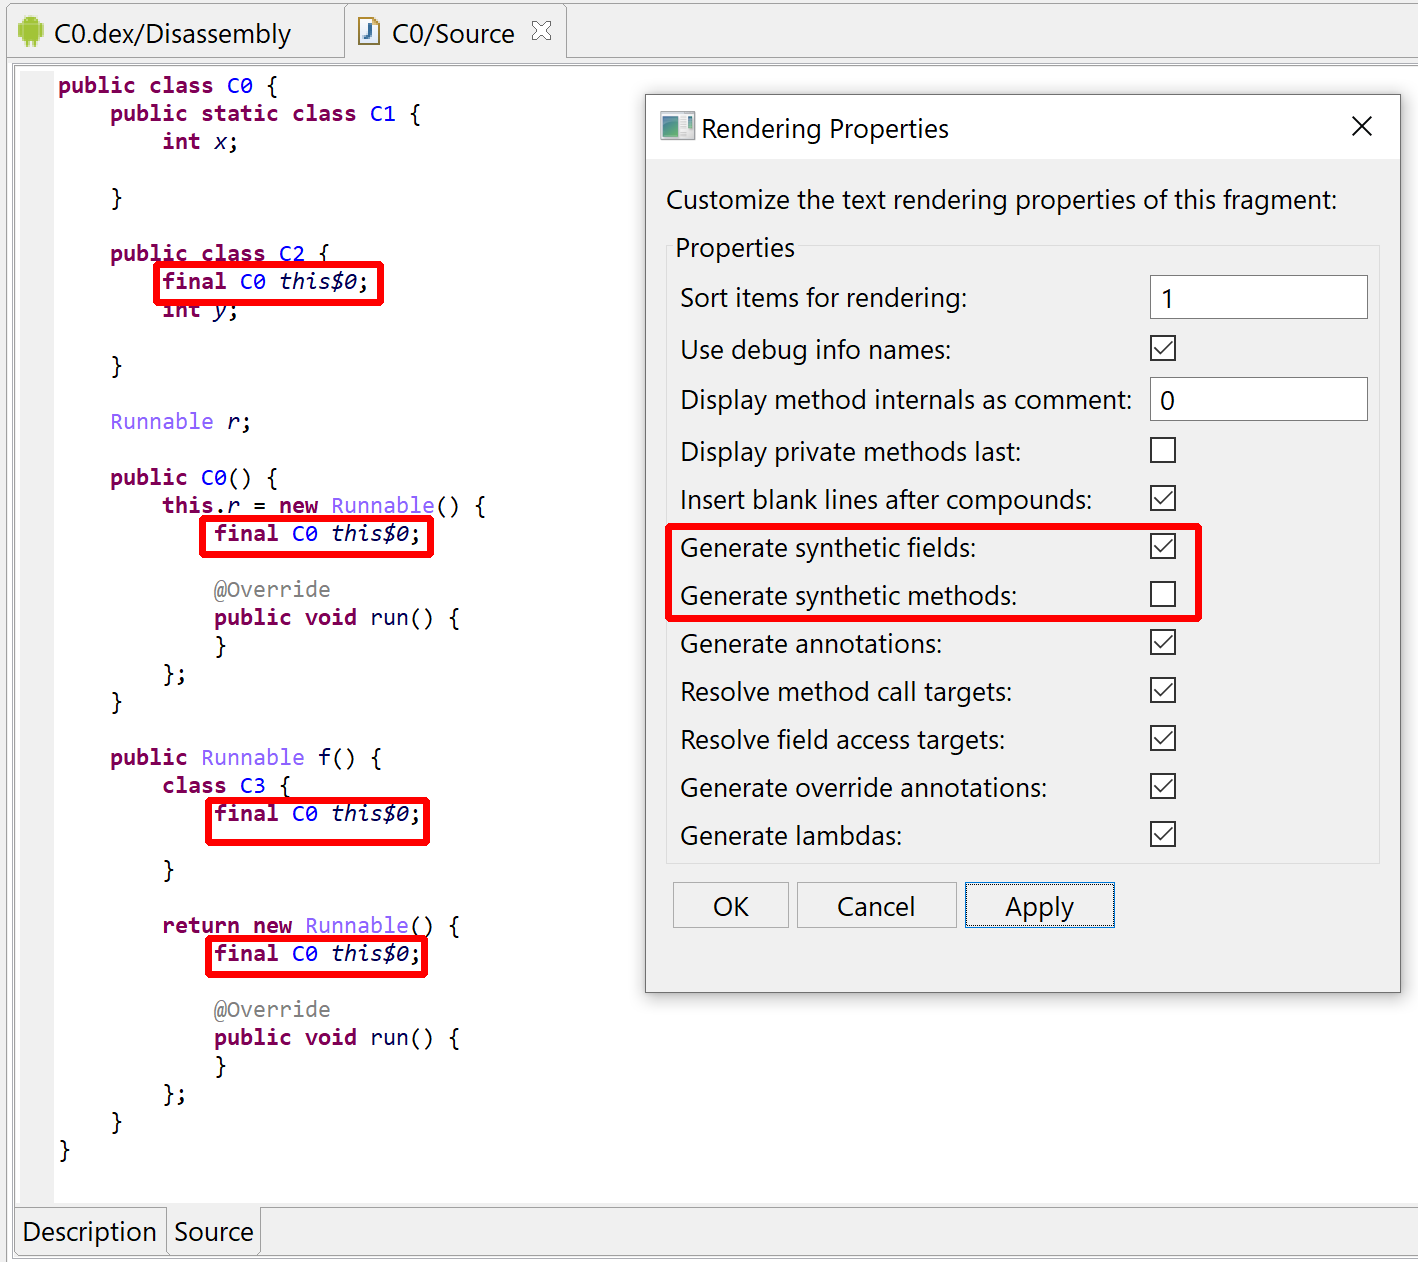 C0.dex/Disassembly
C0/Source
public class C0 {
public static class C1 {
int x;
}
public class C2 {
final C0 this$0;
int y;
}
Runnable r;
public C0() {
this.r = new Runnable() {
final C0 this$0;
@Override
public void run() {
}
};
}
public Runnable f() {
class C3 {
final C0 this$0;
}
return new Runnable() {
final C0 this$0;
@Override
public void run() {
}
};
}
}
Description
Source
Rendering Properties
Customize the text rendering properties of this fragment:
Properties
Sort items for rendering: 1
Use debug info names:
Display method internals as comment: 0
Display private methods last:
Insert blank lines after compounds:
Generate synthetic fields:
Generate synthetic methods:
Generate annotations:
Resolve method call targets:
Resolve field access targets:
Generate override annotations:
Generate lambdas:
OK
Cancel
Apply